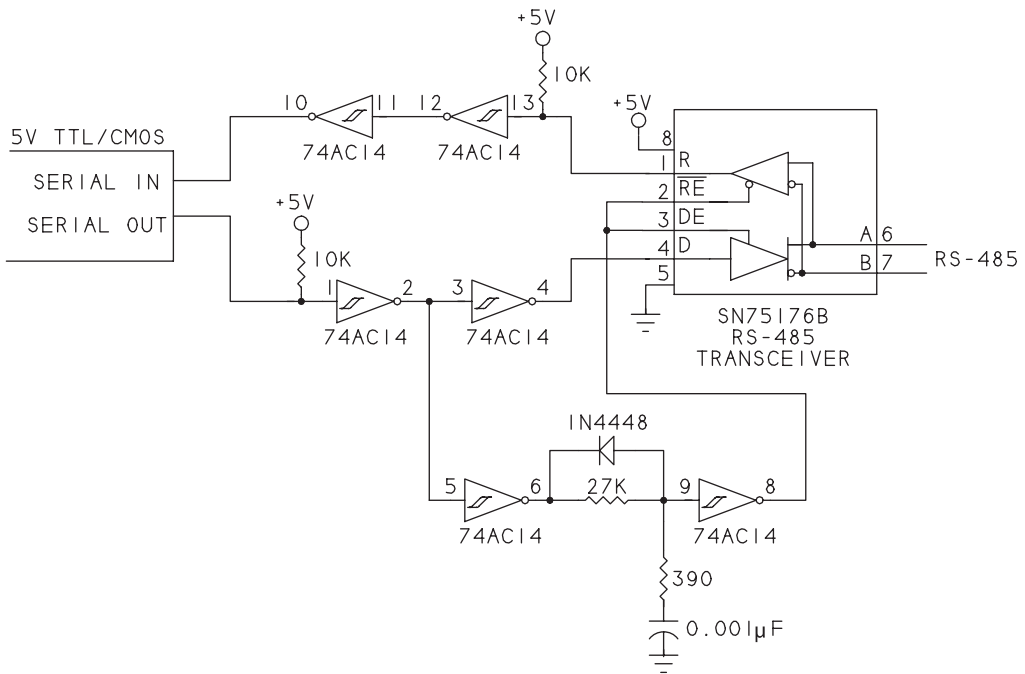 +5V
10K
10 11 12 13
74AC14 74AC14
+5V
8
5V TTL/CMOS
SERIAL IN
SERIAL OUT
1 R
2 RE
3 DE
4 D
5
A 6
B 7
RS-485
+5V
10K
1 2 3 4
74AC14 74AC14
SN75176B
RS-485
TRANSCEIVER
1N4448
5 6 27K 9 8
74AC14 74AC14
390
0.001µF